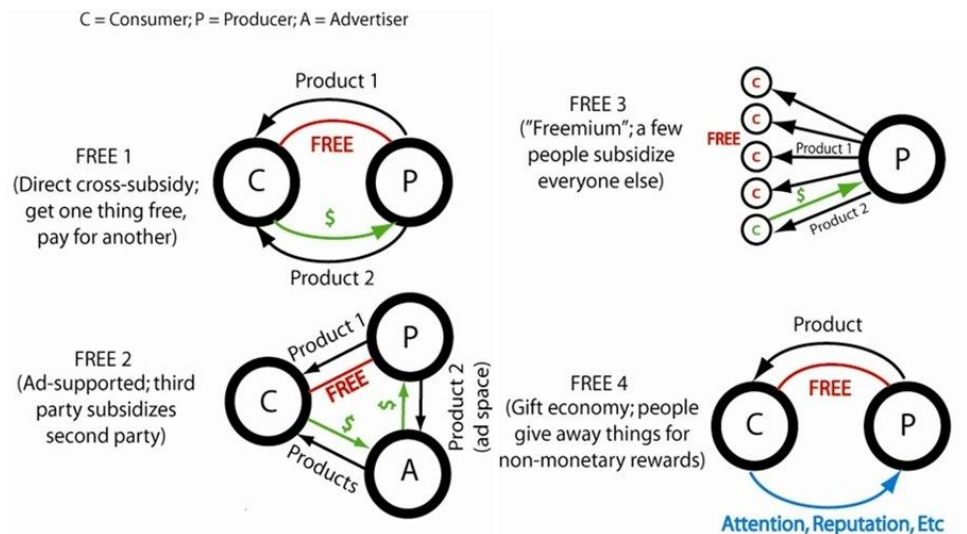 C = Consumer; P = Producer; A = Advertiser
FREE 1
(Direct cross-subsidy;
get one thing free,
pay for another)
Product 1
FREE
C
P
$
Product 2
FREE 2
(Ad-supported; third
party subsidizes
second party)
Product 1
P
FREE
C
$
$
Product 2
(ad space)
Products
A
FREE 3
("Freemium"; a few
people subsidize
everyone else)
C
C
FREE
C
Product 1
P
C
$
C
Product 2
FREE 4
(Gift economy; people
give away things for
non-monetary rewards)
Product
FREE
C
P
Attention, Reputation, Etc